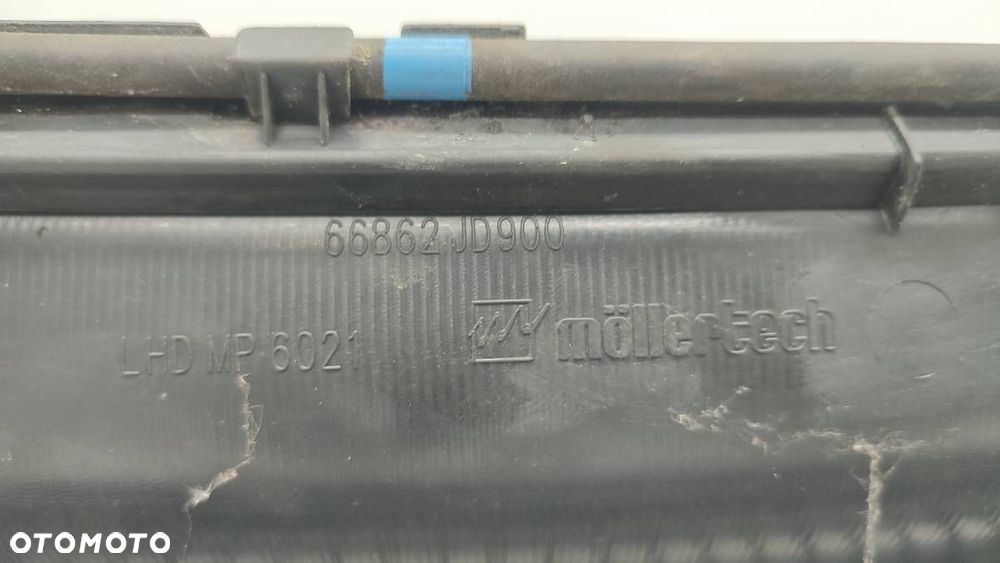 66862 JD900
LHD MP 6021
möller-tech
OTOMOTO